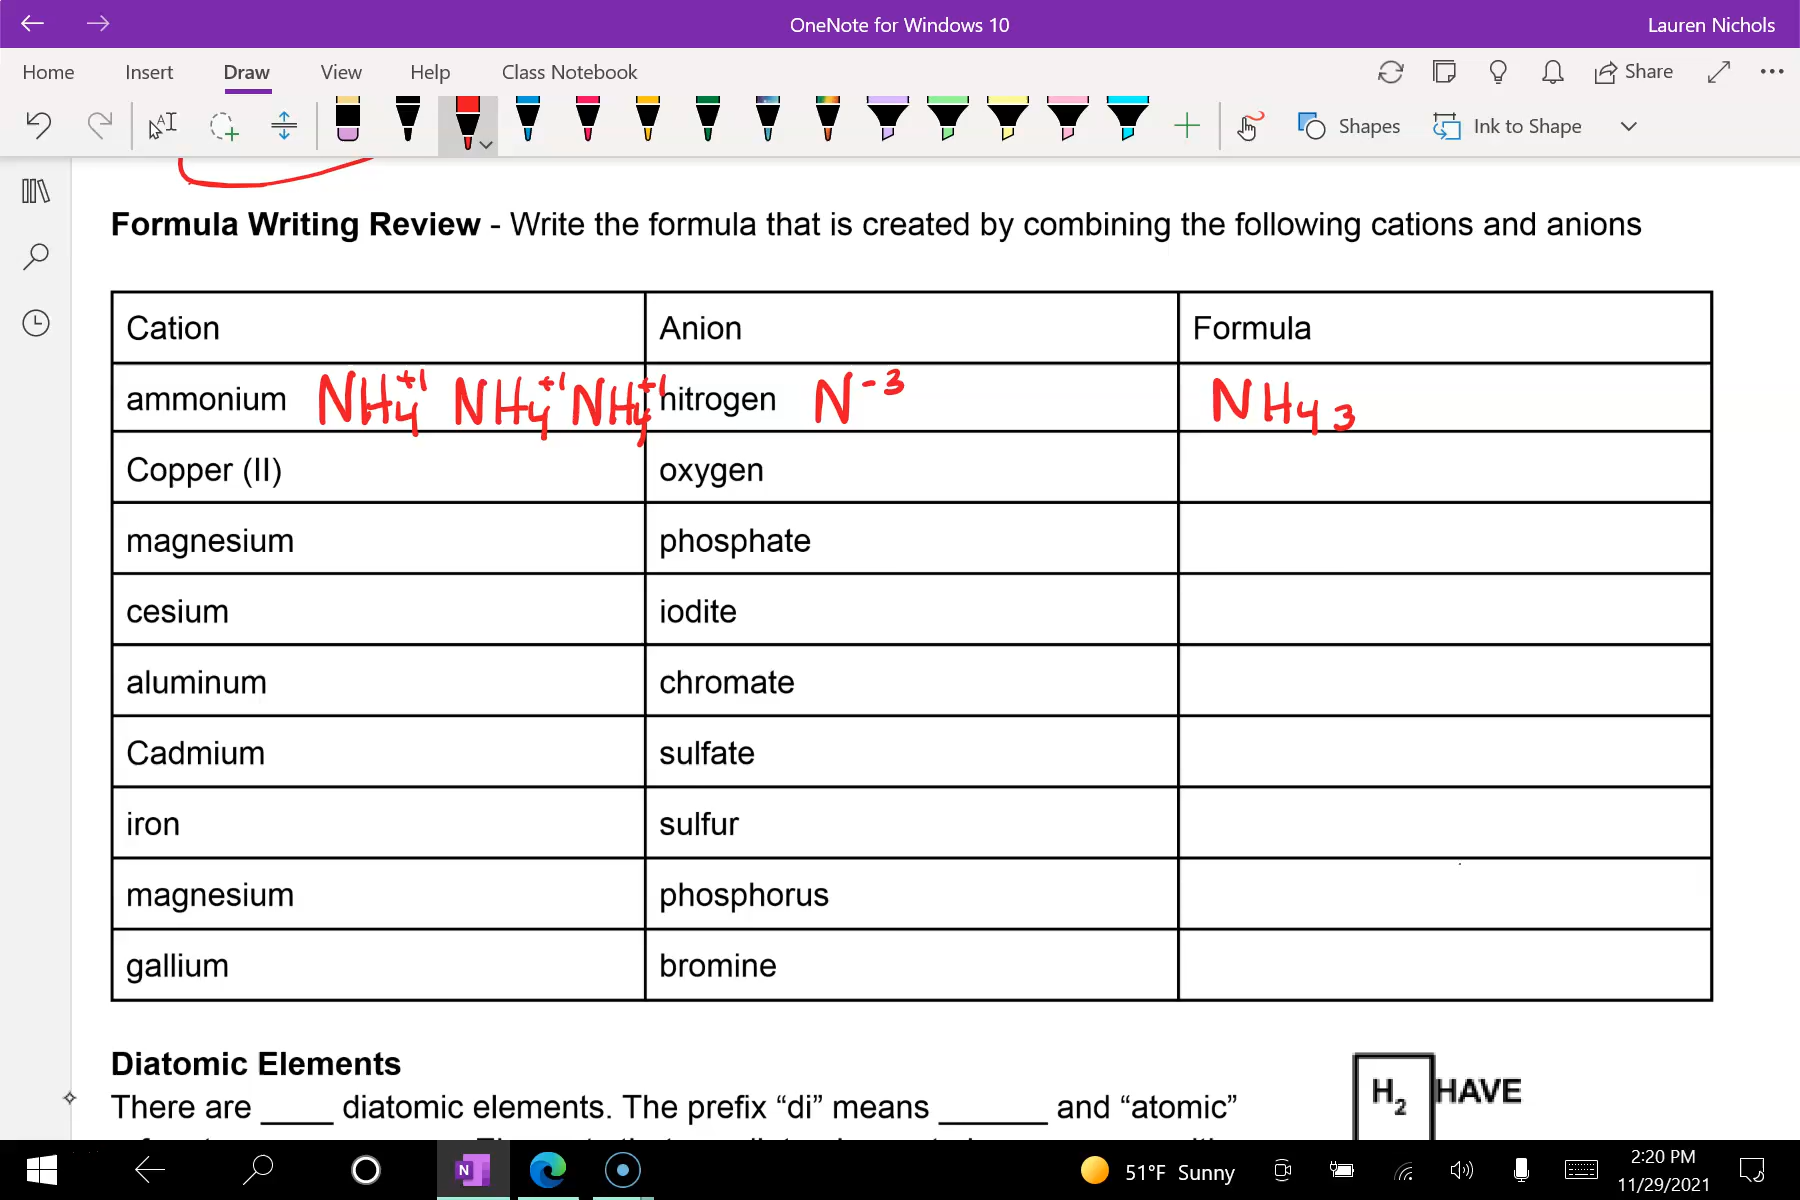 OneNote for Windows 10 Lauren Nichols
Home Insert Draw View Help Class Notebook Share
Shapes Ink to Shape
Formula Writing Review - Write the formula that is created by combining the following cations and anions
Cation Anion Formula
ammonium NH4+1 NH4+1 NH4+1 nitrogen N-3 NH4 3
Copper (II) oxygen
magnesium phosphate
cesium iodite
aluminum chromate
Cadmium sulfate
iron sulfur
magnesium phosphorus
gallium bromine
Diatomic Elements
H2 HAVE
There are ____ diatomic elements. The prefix “di” means ______ and “atomic”
51°F Sunny
2:20 PM
11/29/2021